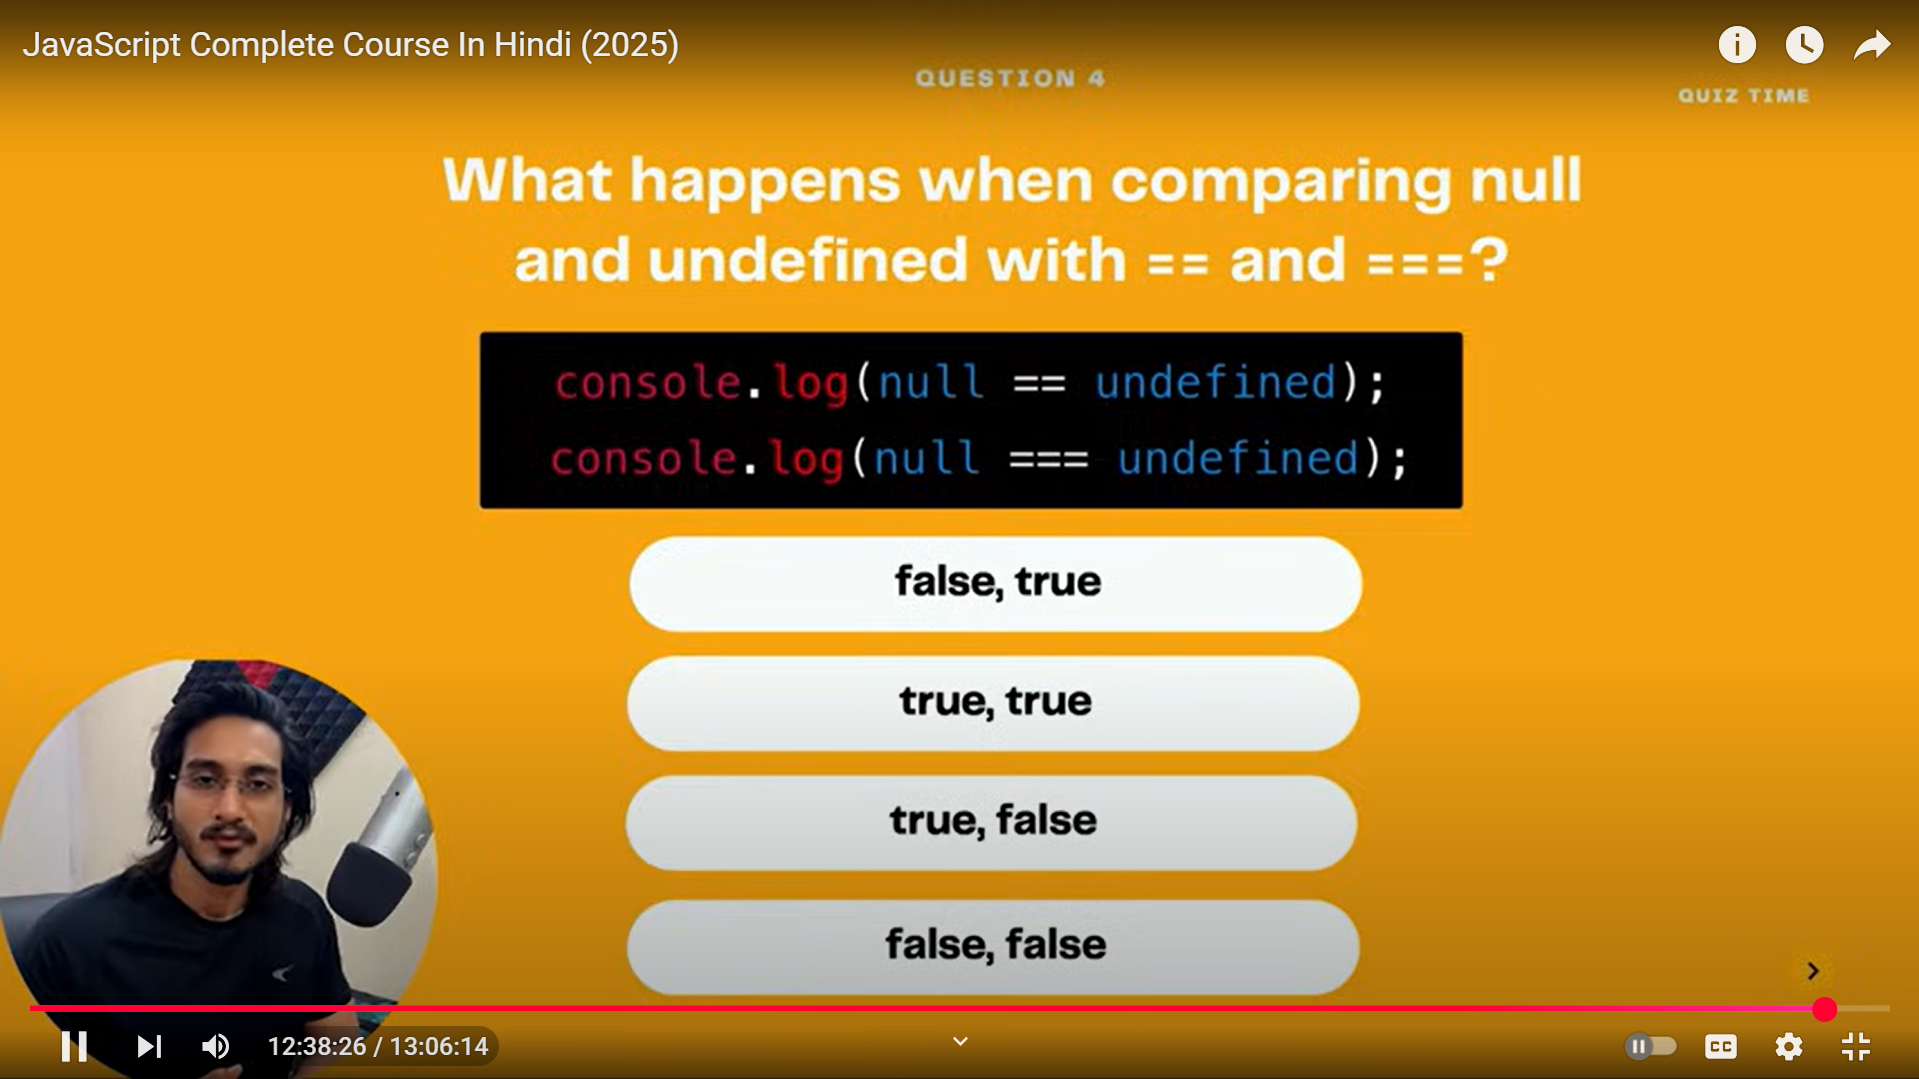 JavaScript Complete Course In Hindi (2025)
QUESTION 4
QUIZ TIME
What happens when comparing null
and undefined with == and ===?
console.log(null == undefined);
console.log(null === undefined);
false, true
true, true
true, false
false, false
12:38:26 / 13:06:14
CC